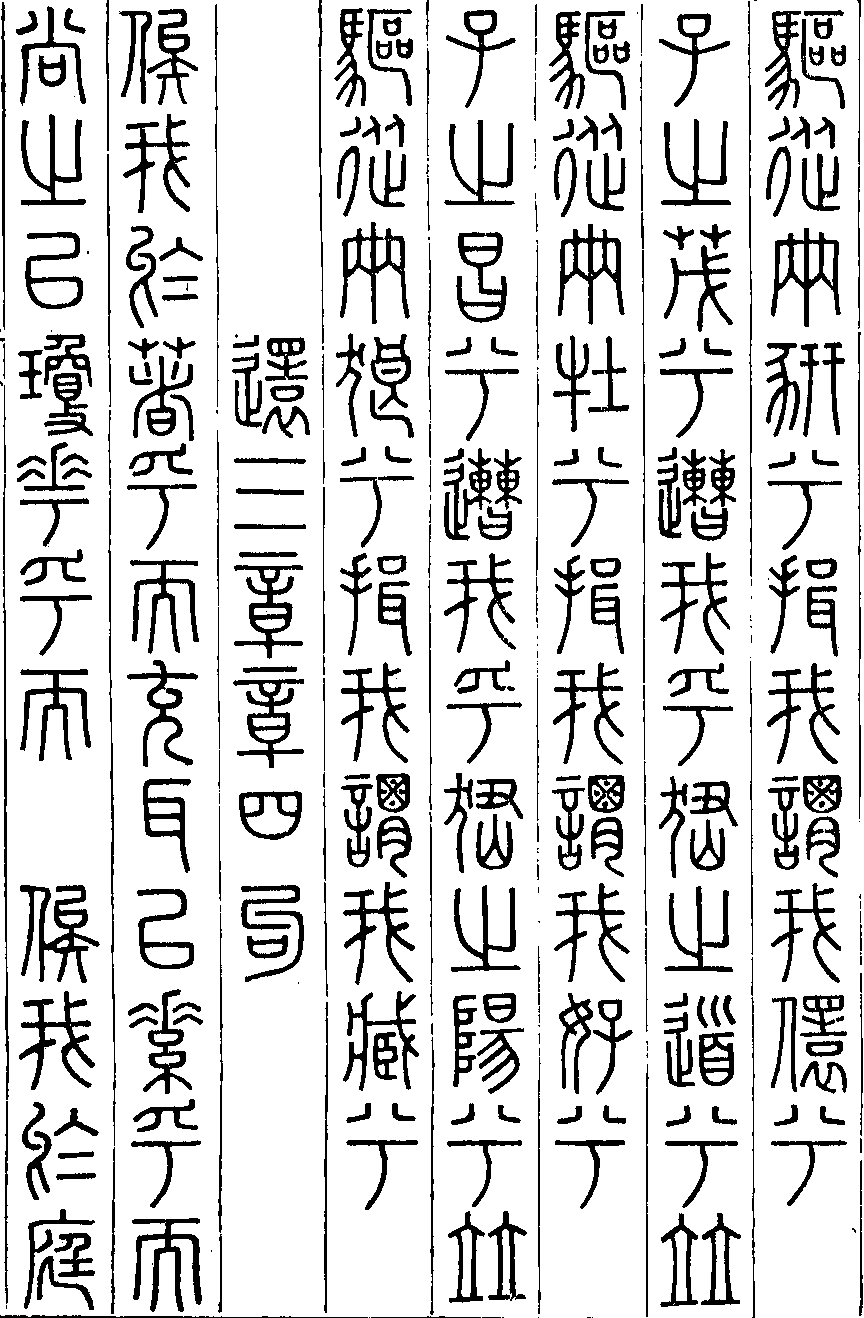 驅從兩豣兮揖我謂我儇兮
子之茂兮遭我乎峱之道兮並
驅從兩牡兮揖我謂我好兮
子之昌兮遭我乎峱之陽兮並
驅從兩狼兮揖我謂我臧兮
還三章章四句
俟我於著乎而充耳以素乎而
尚之以瓊華乎而 俟我於庭